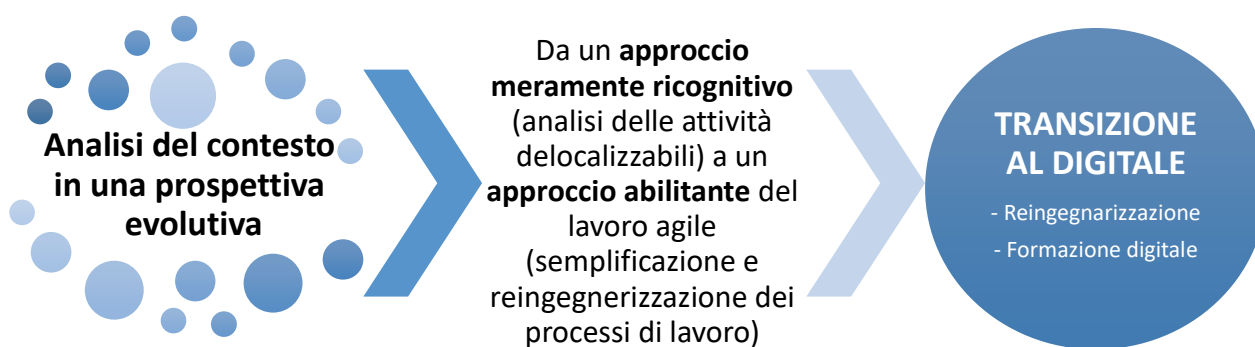 Analisi del contesto
in una prospettiva
evolutiva
Da un approccio
meramente ricognitivo
(analisi delle attività
delocalizzabili) a un
approccio abilitante del
lavoro agile
(semplificazione e
reingegnerizzazione dei
processi di lavoro)
TRANSIZIONE
AL DIGITALE
- Reingegnarizzazione
- Formazione digitale